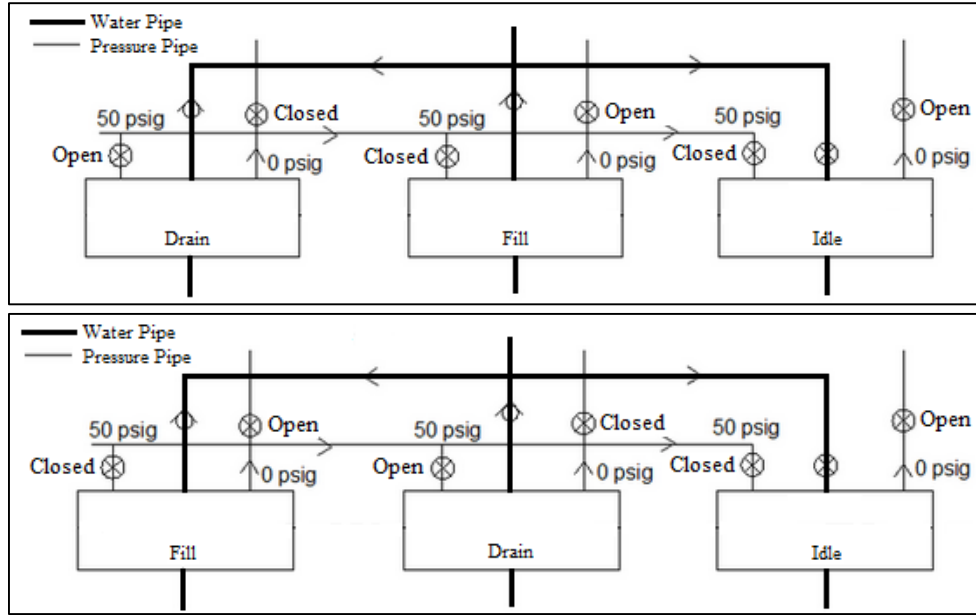 Water Pipe
Pressure Pipe
50 psig Closed 50 psig Open 50 psig Open
Open 0 psig Closed 0 psig Closed 0 psig
Drain Fill Idle
Water Pipe
Pressure Pipe
50 psig Open 50 psig Closed 50 psig Open
Closed 0 psig Open 0 psig Closed 0 psig
Fill Drain Idle